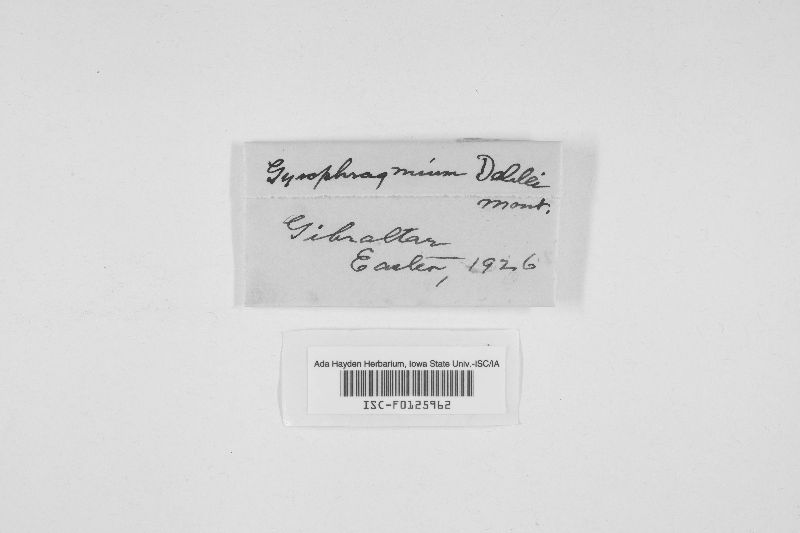 Gyrophragmium Delilei
Mont.
Gibraltar
Easter, 1926
Ada Hayden Herbarium, Iowa State Univ.-ISC/IA
ISC-F0125962